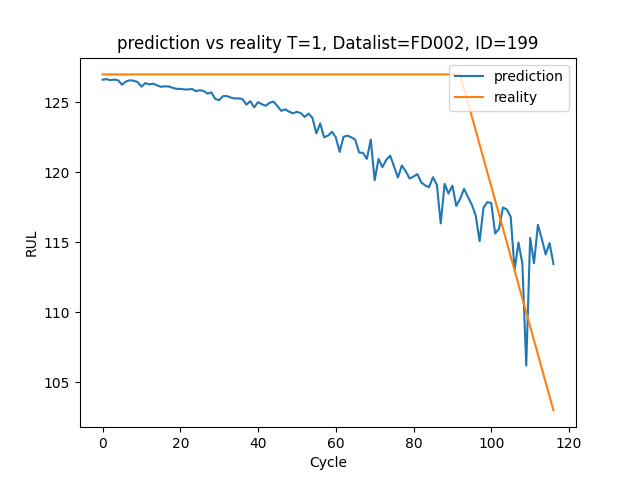 prediction vs reality T=1, Datalist=FD002, ID=199
prediction
reality
RUL
125
120
115
110
105
0 20 40 60 80 100 120
Cycle